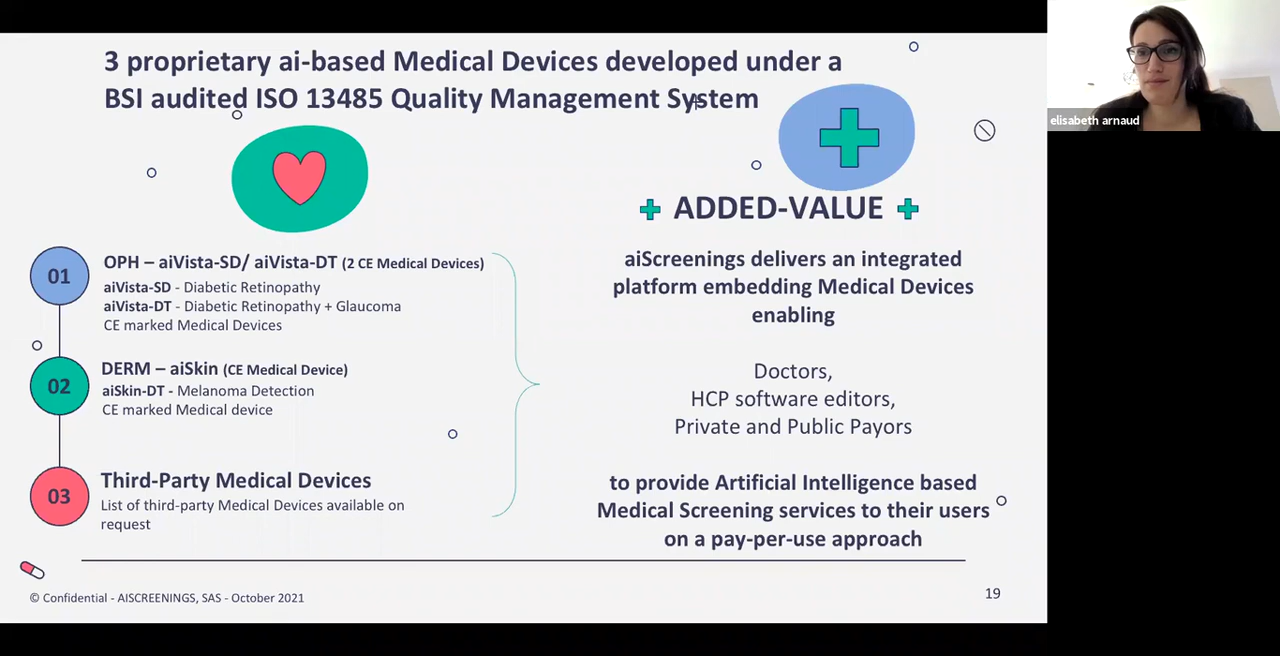 3 proprietary ai-based Medical Devices developed under a
BSI audited ISO 13485 Quality Management System
01
OPH – aiVista-SD/ aiVista-DT (2 CE Medical Devices)
aiVista-SD - Diabetic Retinopathy
aiVista-DT - Diabetic Retinopathy + Glaucoma
CE marked Medical Devices
02
DERM – aiSkin (CE Medical Device)
aiSkin-DT - Melanoma Detection
CE marked Medical device
03
Third-Party Medical Devices
List of third-party Medical Devices available on
request
ADDED-VALUE
aiScreenings delivers an integrated
platform embedding Medical Devices
enabling
Doctors,
HCP software editors,
Private and Public Payors
to provide Artificial Intelligence based
Medical Screening services to their users
on a pay-per-use approach
© Confidential - AISCREENINGS, SAS - October 2021
19
elisabeth arnaud